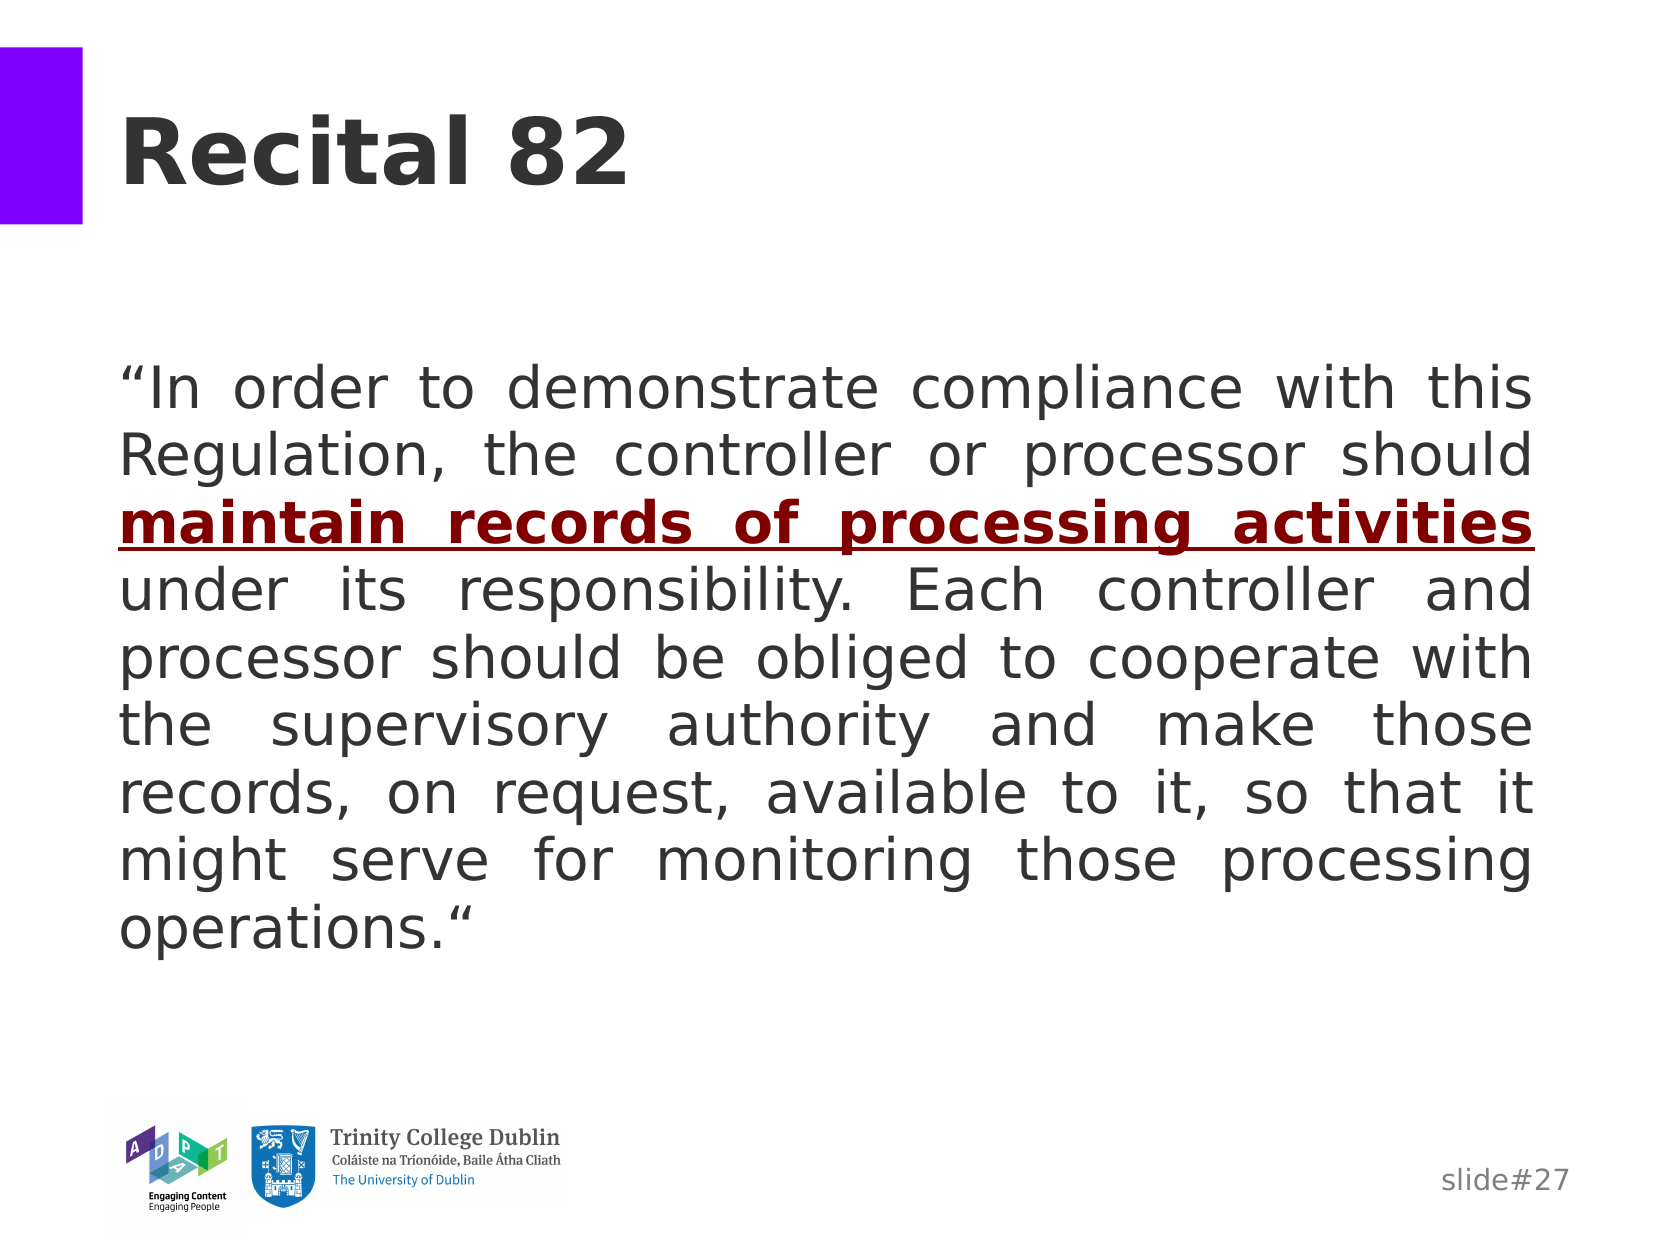 Recital 82
“In order to demonstrate compliance with this
Regulation, the controller or processor should
maintain records of processing activities
under its responsibility. Each controller and
processor should be obliged to cooperate with
the supervisory authority and make those
records, on request, available to it, so that it
might serve for monitoring those processing
operations.“
ADAPT
Engaging Content
Engaging People
Trinity College Dublin
Coláiste na Tríonóide, Baile Átha Cliath
The University of Dublin
slide#27